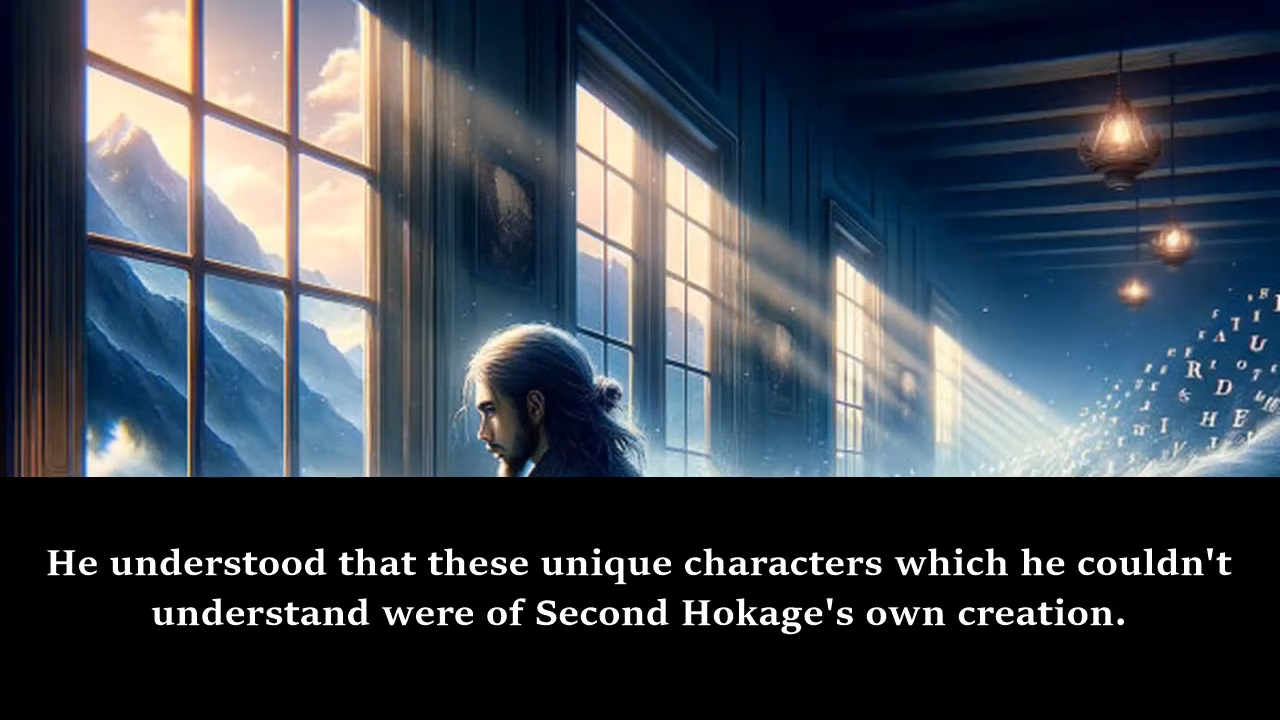 He understood that these unique characters which he couldn't
understand were of Second Hokage's own creation.